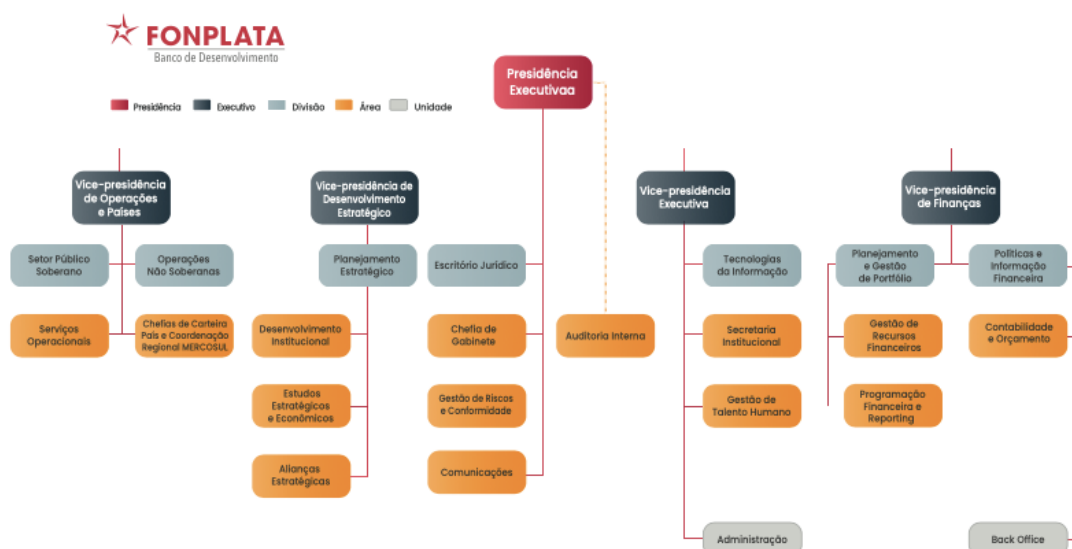 FONPLATA
Banco de Desenvolvimento
Presidência
Executivo
Divisão
Área
Unidade
Presidência
Executivaa
Vice-presidência
de Operações
e Países
Vice-presidência de
Desenvolvimento
Estratégico
Vice-presidência
Executiva
Vice-presidência
de Finanças
Setor Público
Soberano
Operações
Não Soberanas
Planejamento
Estratégico
Escritório Jurídico
Tecnologias
da Informação
Planejamento
e Gestão
de Portfólio
Políticas e
Informação
Financeira
Serviços
Operacionais
Chefias de Carteira
País e Coordenação
Regional MERCOSUL
Desenvolvimento
Institucional
Chefia de
Gabinete
Auditoria Interna
Secretaria
Institucional
Gestão de
Recursos
Financeiros
Contabilidade
e Orçamento
Estudos
Estratégicos
e Econômicos
Gestão de Riscos
e Conformidade
Gestão de
Talento Humano
Programação
Financeira e
Reporting
Alianças
Estratégicas
Comunicações
Administração
Back Office